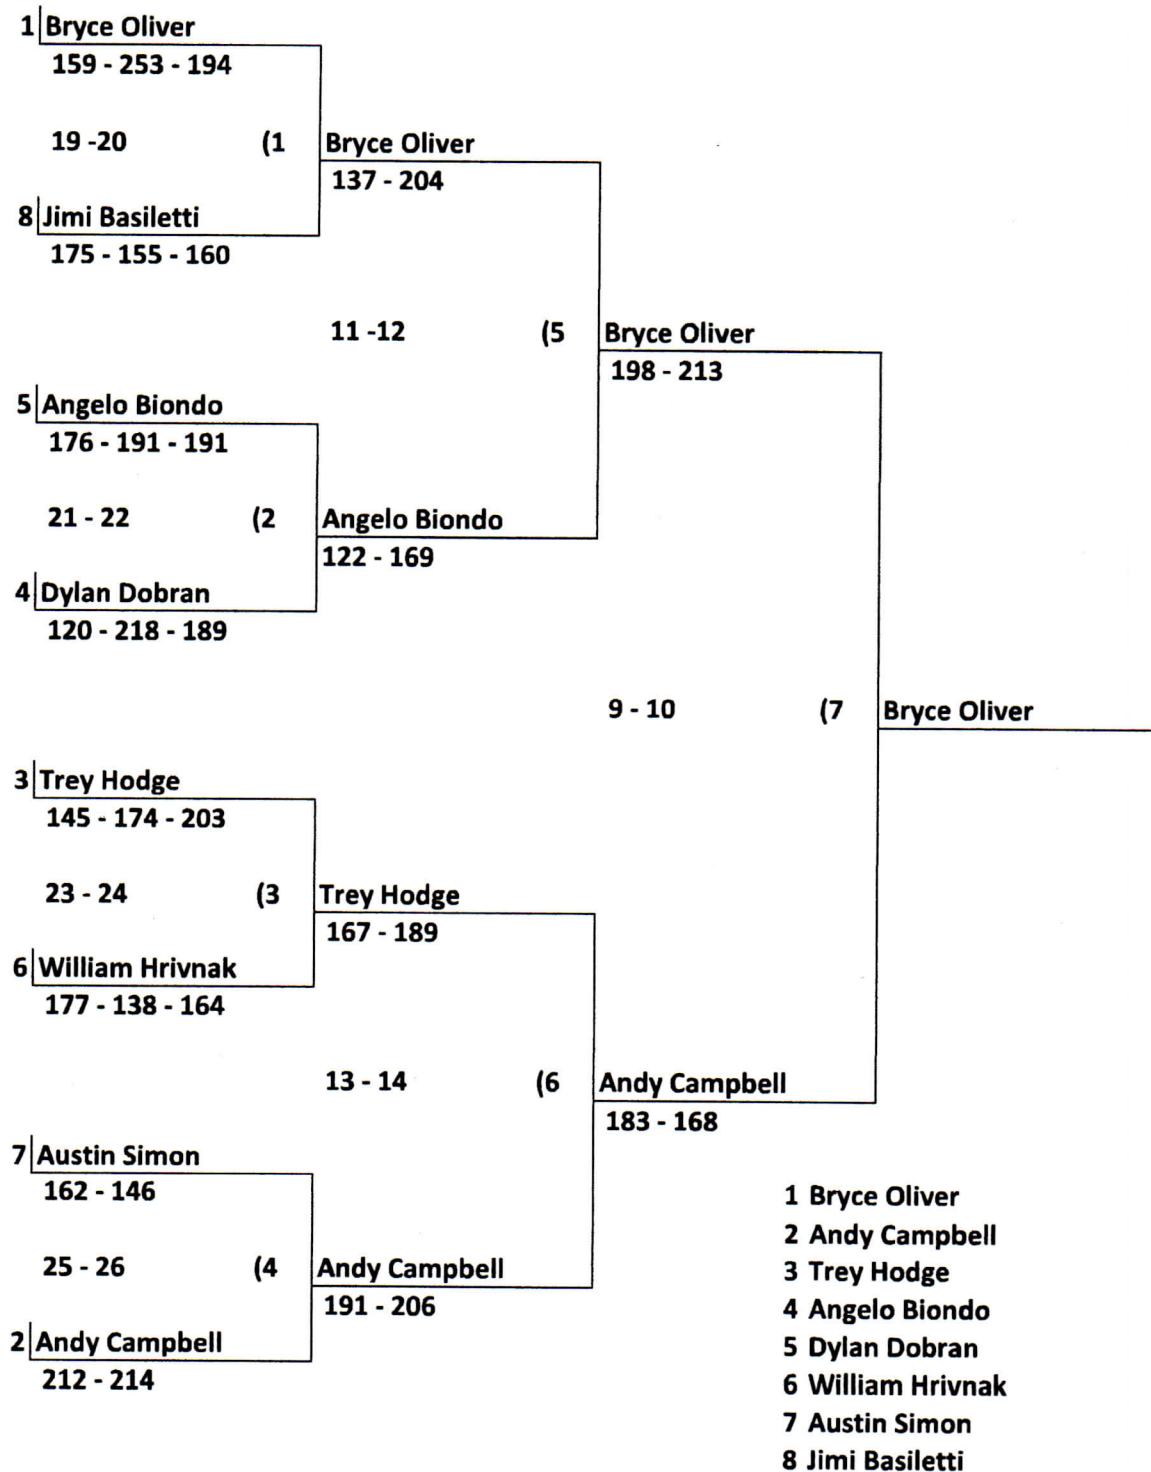 1 Bryce Oliver
159 - 253 - 194
19 -20 (1 Bryce Oliver
137 - 204
8 Jimi Basiletti
175 - 155 - 160
11 -12 (5 Bryce Oliver
198 - 213
5 Angelo Biondo
176 - 191 - 191
21 - 22 (2 Angelo Biondo
122 - 169
4 Dylan Dobran
120 - 218 - 189
9 - 10 (7 Bryce Oliver
3 Trey Hodge
145 - 174 - 203
23 - 24 (3 Trey Hodge
167 - 189
6 William Hrivnak
177 - 138 - 164
13 - 14 (6 Andy Campbell
183 - 168
7 Austin Simon
162 - 146
25 - 26 (4 Andy Campbell
191 - 206
2 Andy Campbell
212 - 214
1 Bryce Oliver
2 Andy Campbell
3 Trey Hodge
4 Angelo Biondo
5 Dylan Dobran
6 William Hrivnak
7 Austin Simon
8 Jimi Basiletti